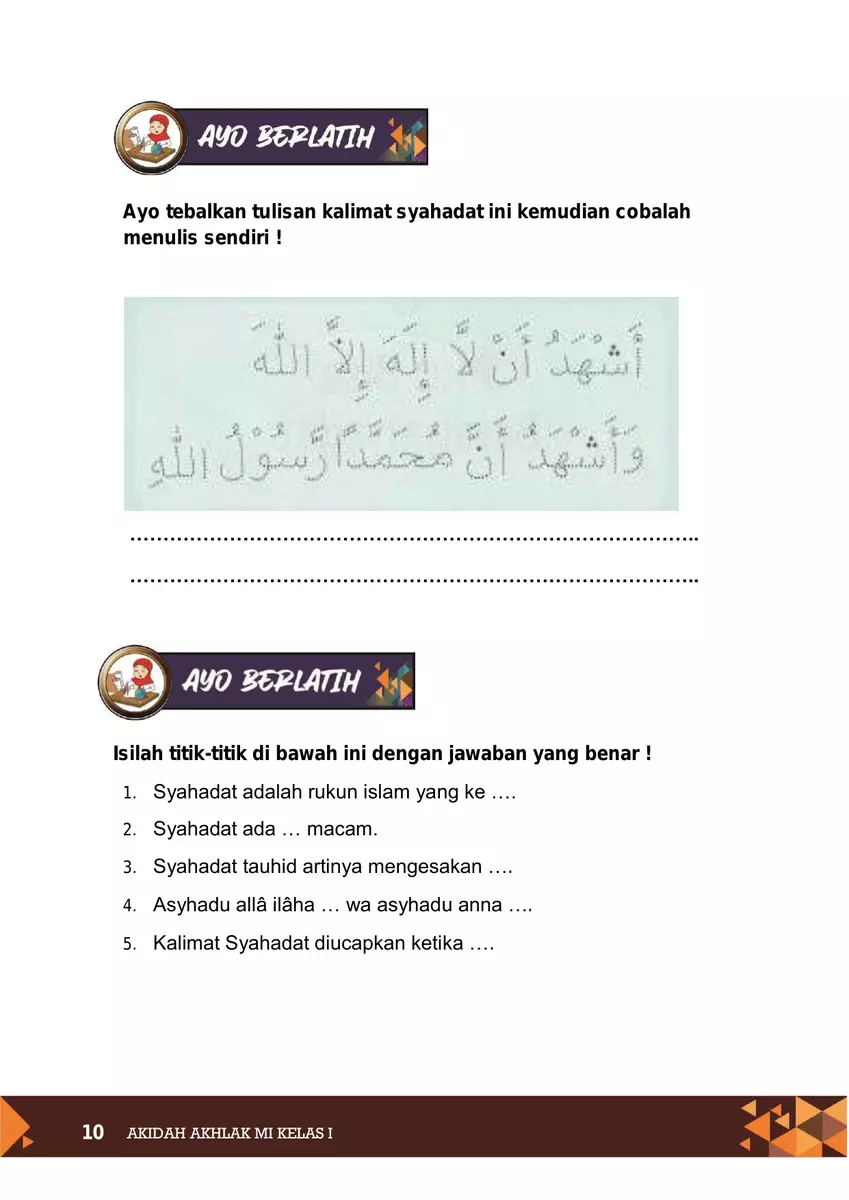 AYO BERLATIH
Ayo tebalkan tulisan kalimat syahadat ini kemudian cobalah
menulis sendiri !
أَشْهَدُ أَنْ لَّا إِلَهَ إِلاَّ اللهَ
وَأَشْهَدُ أَنَّ مُحَمَدًا رَّسُوْلُ اللهِ
…………………………………………………………………………..
…………………………………………………………………………..
AYO BERLATIH
Isilah titik-titik di bawah ini dengan jawaban yang benar !
1. Syahadat adalah rukun islam yang ke ….
2. Syahadat ada … macam.
3. Syahadat tauhid artinya mengesakan ….
4. Asyhadu allâ ilâha … wa asyhadu anna ….
5. Kalimat Syahadat diucapkan ketika ….
10 AKIDAH AKHLAK MI KELAS I